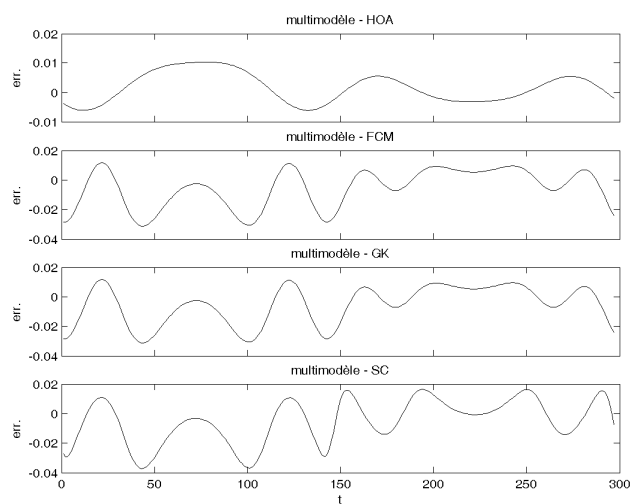 multimodèle - HOA
0.02
0.01
0
-0.01
err.
multimodèle - FCM
0.02
0
-0.02
-0.04
err.
multimodèle - GK
0.02
0
-0.02
-0.04
err.
multimodèle - SC
0.02
0
-0.02
-0.04
err.
0 50 100 150 200 250 300
t